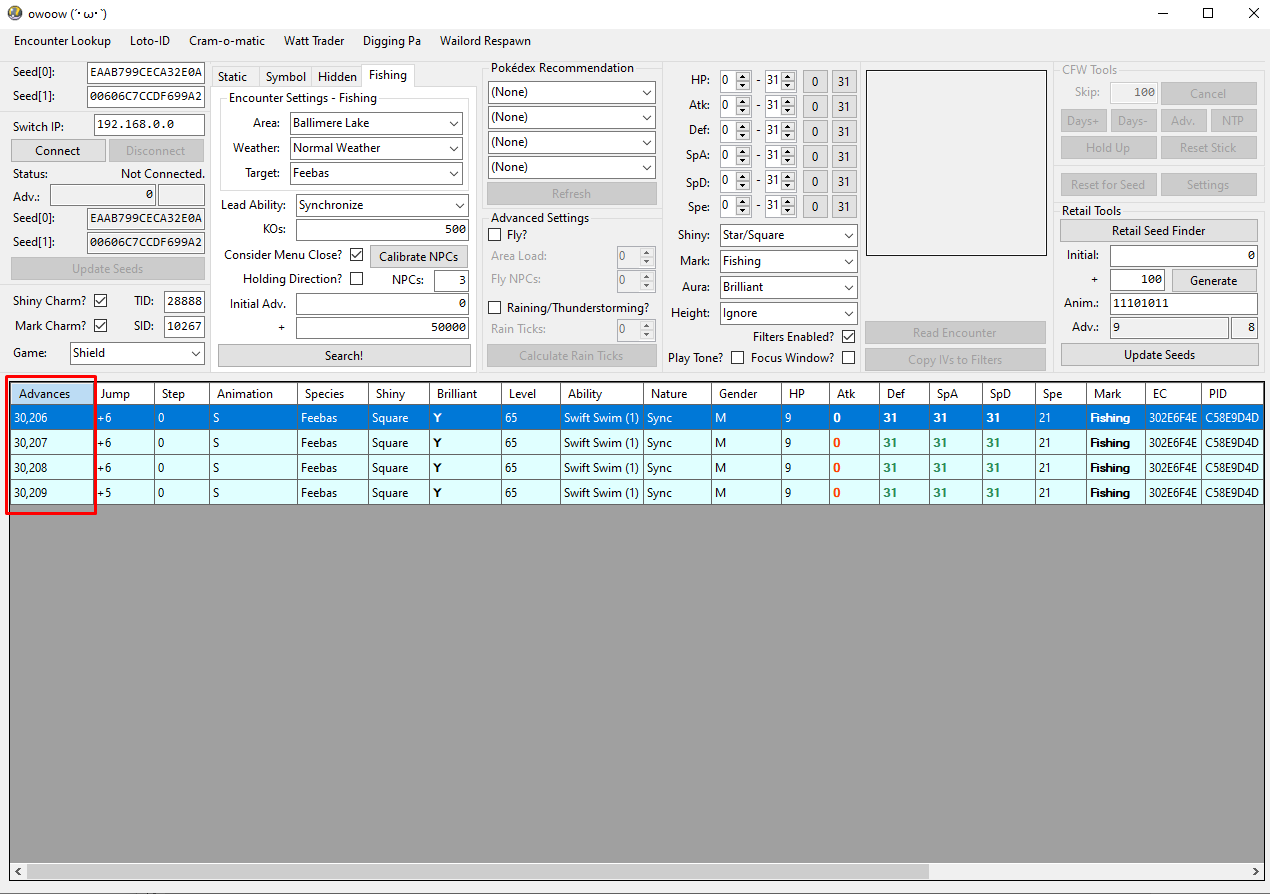 owoow (´･ω･`)
Encounter Lookup Loto-ID Cram-o-matic Watt Trader Digging Pa Wailord Respawn
Seed[0]: EAAB799CECA32E0A
Seed[1]: 00606C7CCDF699A2
Switch IP: 192.168.0.0
Connect Disconnect
Status: Not Connected.
Adv.: 0
Seed[0]: EAAB799CECA32E0A
Seed[1]: 00606C7CCDF699A2
Update Seeds
Shiny Charm? TID: 28888
Mark Charm? SID: 10267
Game: Shield
Static Symbol Hidden Fishing
Encounter Settings - Fishing
Area: Ballimere Lake
Weather: Normal Weather
Target: Feebas
Lead Ability: Synchronize
KOs: 500
Consider Menu Close? Calibrate NPCs
Holding Direction? NPCs: 3
Initial Adv. 0
+ 50000
Search!
Pokédex Recommendation
(None)
(None)
(None)
(None)
Refresh
Advanced Settings
Fly?
Area Load: 0
Fly NPCs: 0
Raining/Thunderstorming?
Rain Ticks: 0
Calculate Rain Ticks
HP: 0 - 31 0 31
Atk: 0 - 31 0 31
Def: 0 - 31 0 31
SpA: 0 - 31 0 31
SpD: 0 - 31 0 31
Spe: 0 - 31 0 31
Shiny: Star/Square
Mark: Fishing
Aura: Brilliant
Height: Ignore
Filters Enabled?
Play Tone? Focus Window?
Read Encounter
Copy IVs to Filters
CFW Tools
Skip: 100 Cancel
Days+ Days- Adv. NTP
Hold Up Reset Stick
Reset for Seed Settings
Retail Tools
Retail Seed Finder
Initial: 0
+ 100 Generate
Anim.: 11101011
Adv.: 9 8
Update Seeds
Advances Jump Step Animation Species Shiny Brilliant Level Ability Nature Gender HP Atk Def SpA SpD Spe Mark EC PID
30,206 +6 0 S Feebas Square Y 65 Swift Swim (1) Sync M 9 0 31 31 31 21 Fishing 302E6F4E C58E9D4D
30,207 +6 0 S Feebas Square Y 65 Swift Swim (1) Sync M 9 0 31 31 31 21 Fishing 302E6F4E C58E9D4D
30,208 +6 0 S Feebas Square Y 65 Swift Swim (1) Sync M 9 0 31 31 31 21 Fishing 302E6F4E C58E9D4D
30,209 +5 0 S Feebas Square Y 65 Swift Swim (1) Sync M 9 0 31 31 31 21 Fishing 302E6F4E C58E9D4D